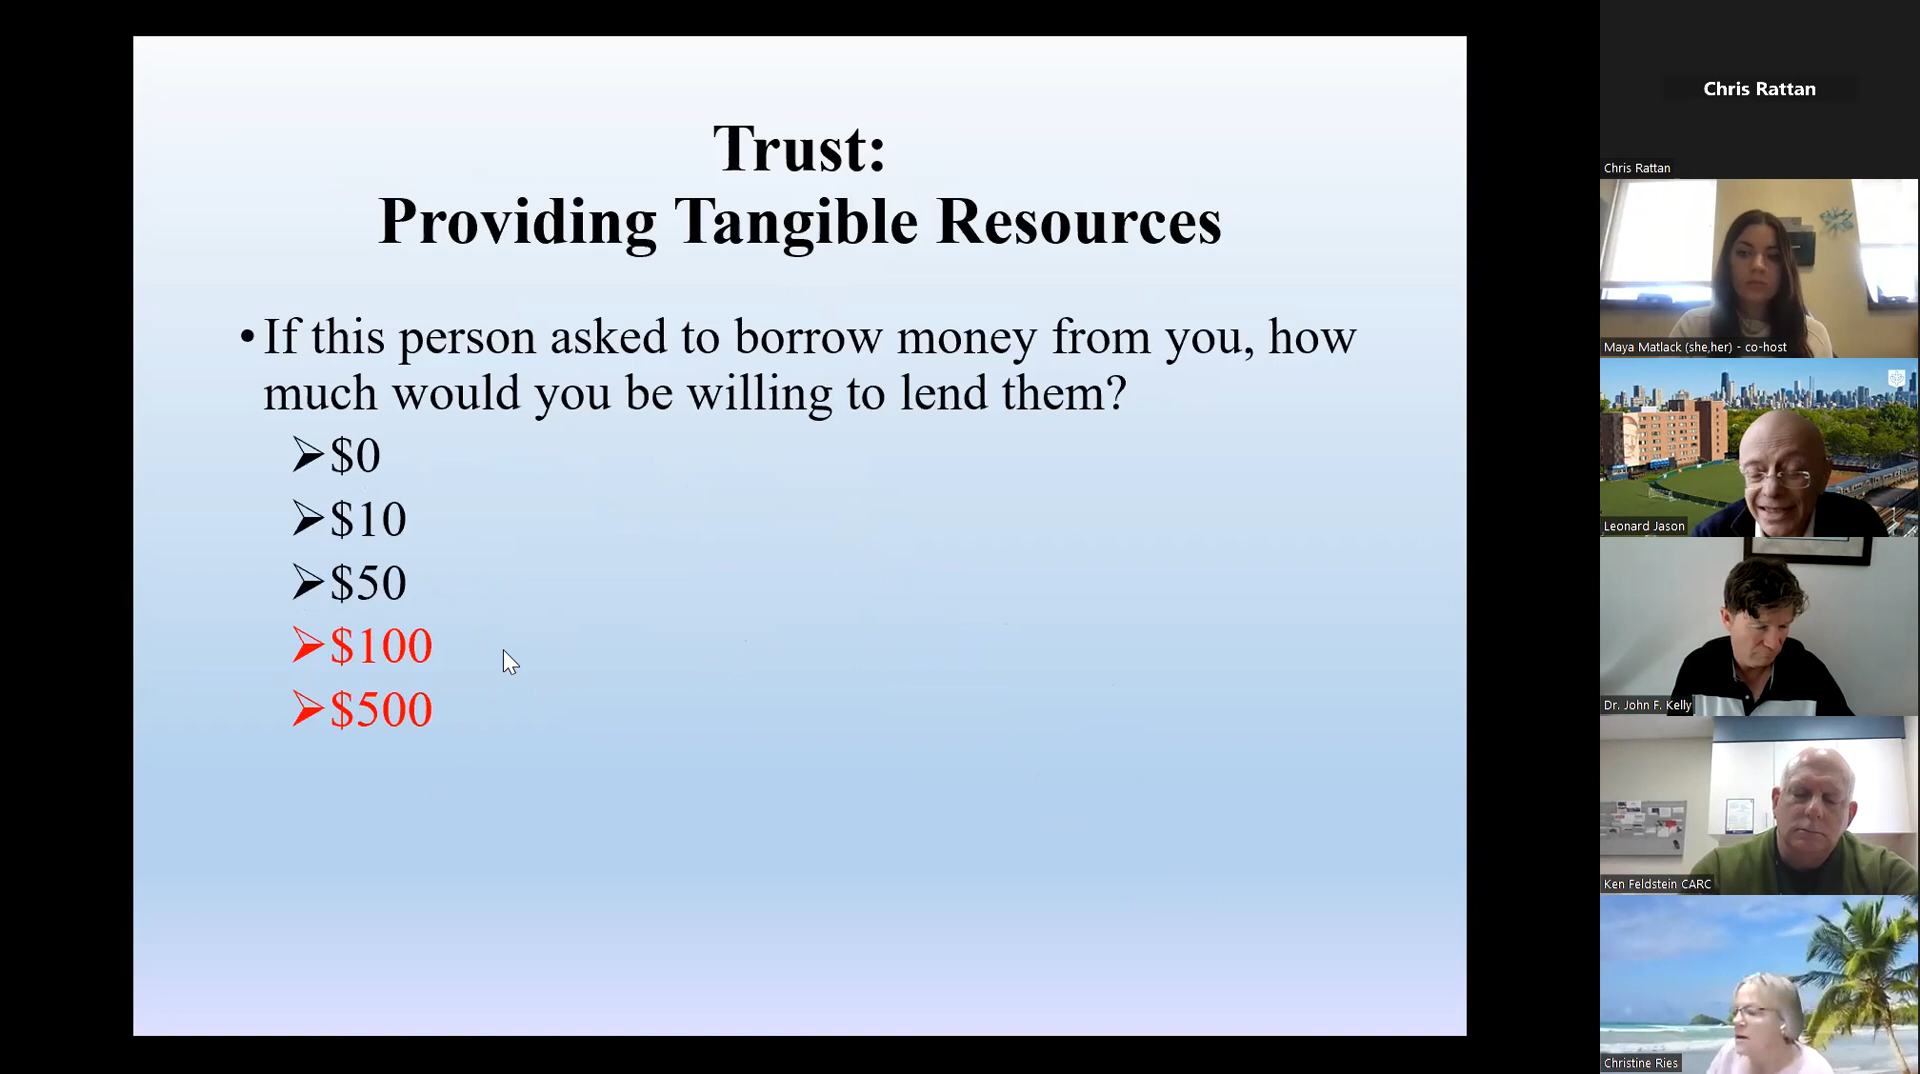 Trust:
Providing Tangible Resources
•If this person asked to borrow money from you, how
much would you be willing to lend them?
➢$0
➢$10
➢$50
➢$100
➢$500
Chris Rattan
Chris Rattan
Maya Matlack (she,her) - co-host
Leonard Jason
Dr. John F. Kelly
Ken Feldstein CARC
Christine Ries